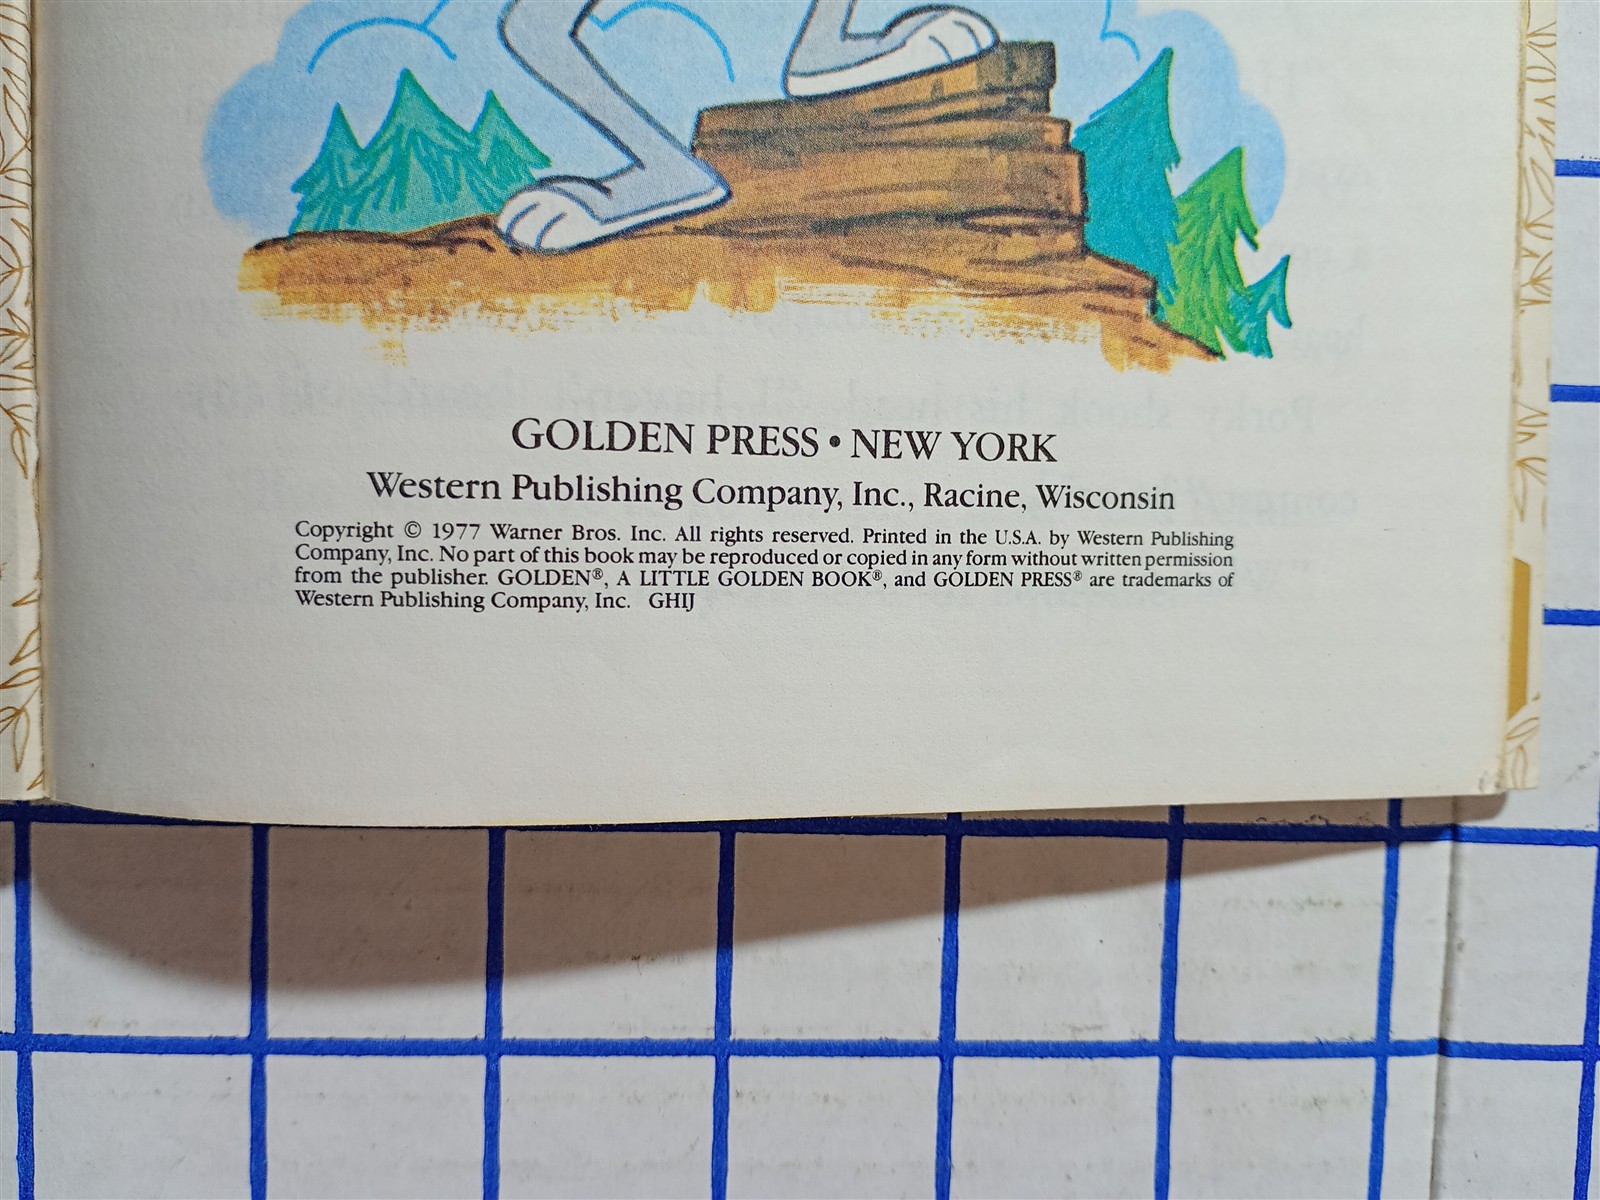 GOLDEN PRESS • NEW YORK
Western Publishing Company, Inc., Racine, Wisconsin
Copyright © 1977 Warner Bros. Inc. All rights reserved. Printed in the U.S.A. by Western Publishing
Company, Inc. No part of this book may be reproduced or copied in any form without written permission
from the publisher. GOLDEN®, A LITTLE GOLDEN BOOK®, and GOLDEN PRESS® are trademarks of
Western Publishing Company, Inc. GHIJ